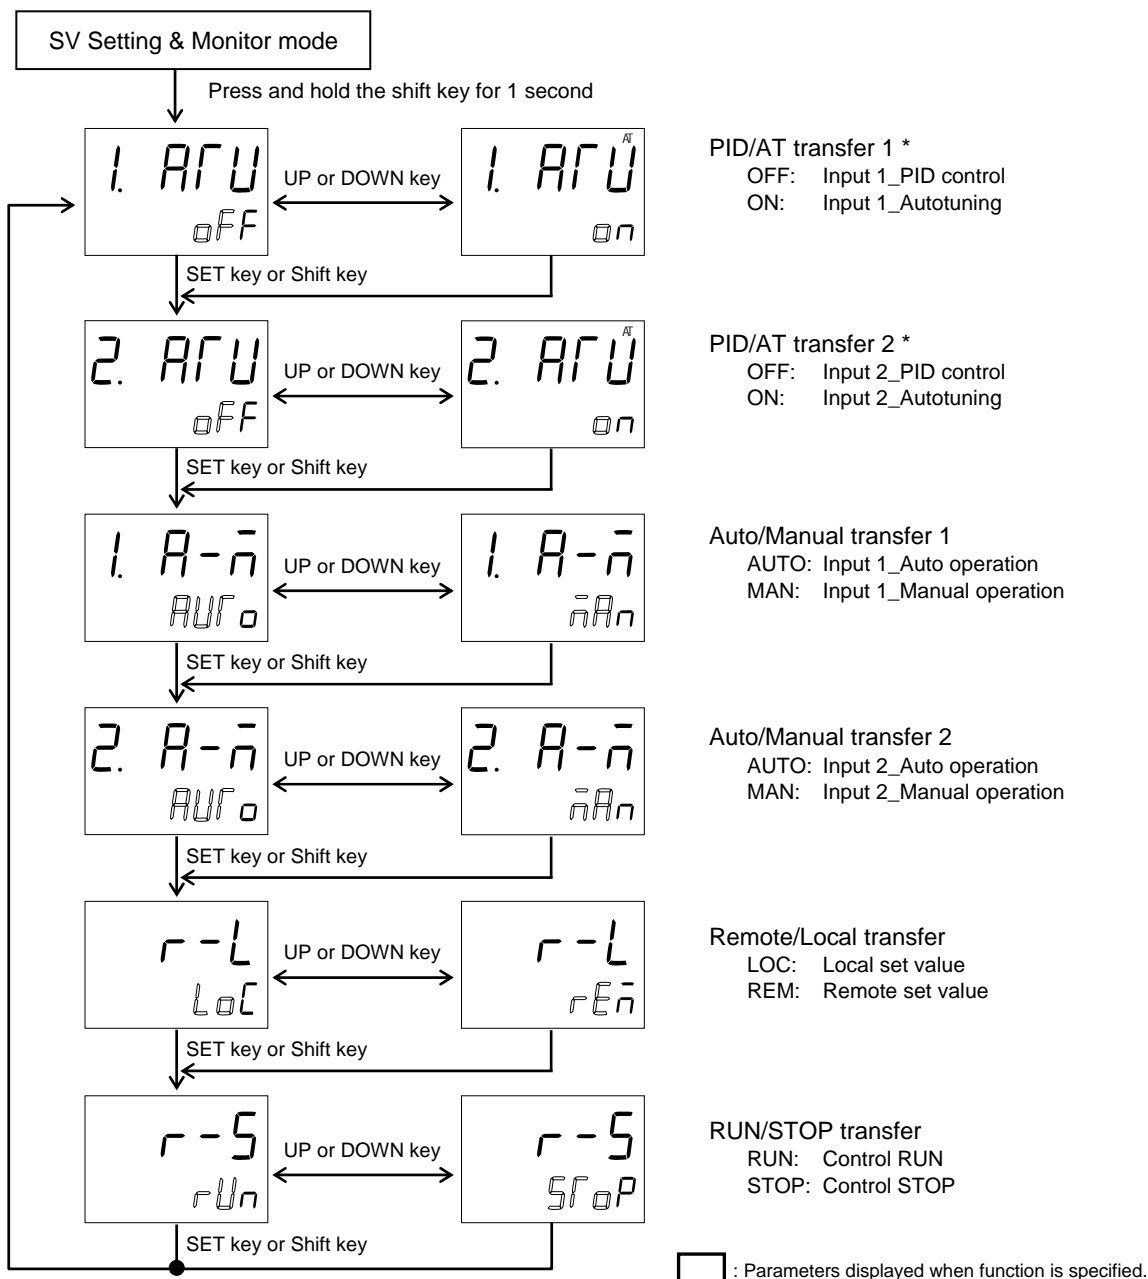 SV Setting & Monitor mode
Press and hold the shift key for 1 second
1. ATU
oFF
UP or DOWN key
1. ATU
AT
on
PID/AT transfer 1 *
OFF: Input 1_PID control
ON: Input 1_Autotuning
SET key or Shift key
2. ATU
oFF
UP or DOWN key
2. ATU
AT
on
PID/AT transfer 2 *
OFF: Input 2_PID control
ON: Input 2_Autotuning
SET key or Shift key
1. A-M
AUTo
UP or DOWN key
1. A-M
MAn
Auto/Manual transfer 1
AUTO: Input 1_Auto operation
MAN: Input 1_Manual operation
SET key or Shift key
2. A-M
AUTo
UP or DOWN key
2. A-M
MAn
Auto/Manual transfer 2
AUTO: Input 2_Auto operation
MAN: Input 2_Manual operation
SET key or Shift key
r-L
LoC
UP or DOWN key
r-L
rEM
Remote/Local transfer
LOC: Local set value
REM: Remote set value
SET key or Shift key
r-S
rUn
UP or DOWN key
r-S
SToP
RUN/STOP transfer
RUN: Control RUN
STOP: Control STOP
SET key or Shift key
: Parameters displayed when function is specified.